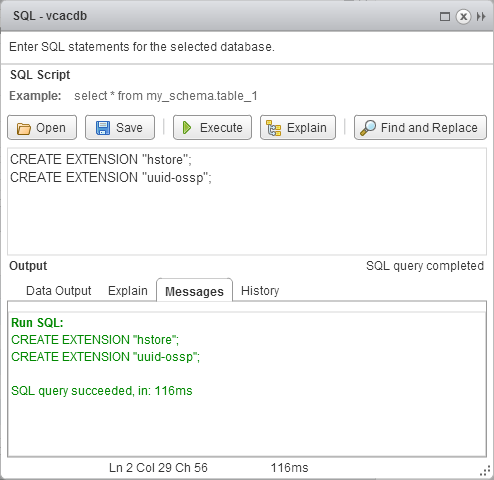 SQL - vcacdb
Enter SQL statements for the selected database.
SQL Script
Example: select * from my_schema.table_1
Open Save Execute Explain Find and Replace
CREATE EXTENSION "hstore";
CREATE EXTENSION "uuid-ossp";
Output SQL query completed
Data Output Explain Messages History
Run SQL:
CREATE EXTENSION "hstore";
CREATE EXTENSION "uuid-ossp";
SQL query succeeded, in: 116ms
Ln 2 Col 29 Ch 56 116ms